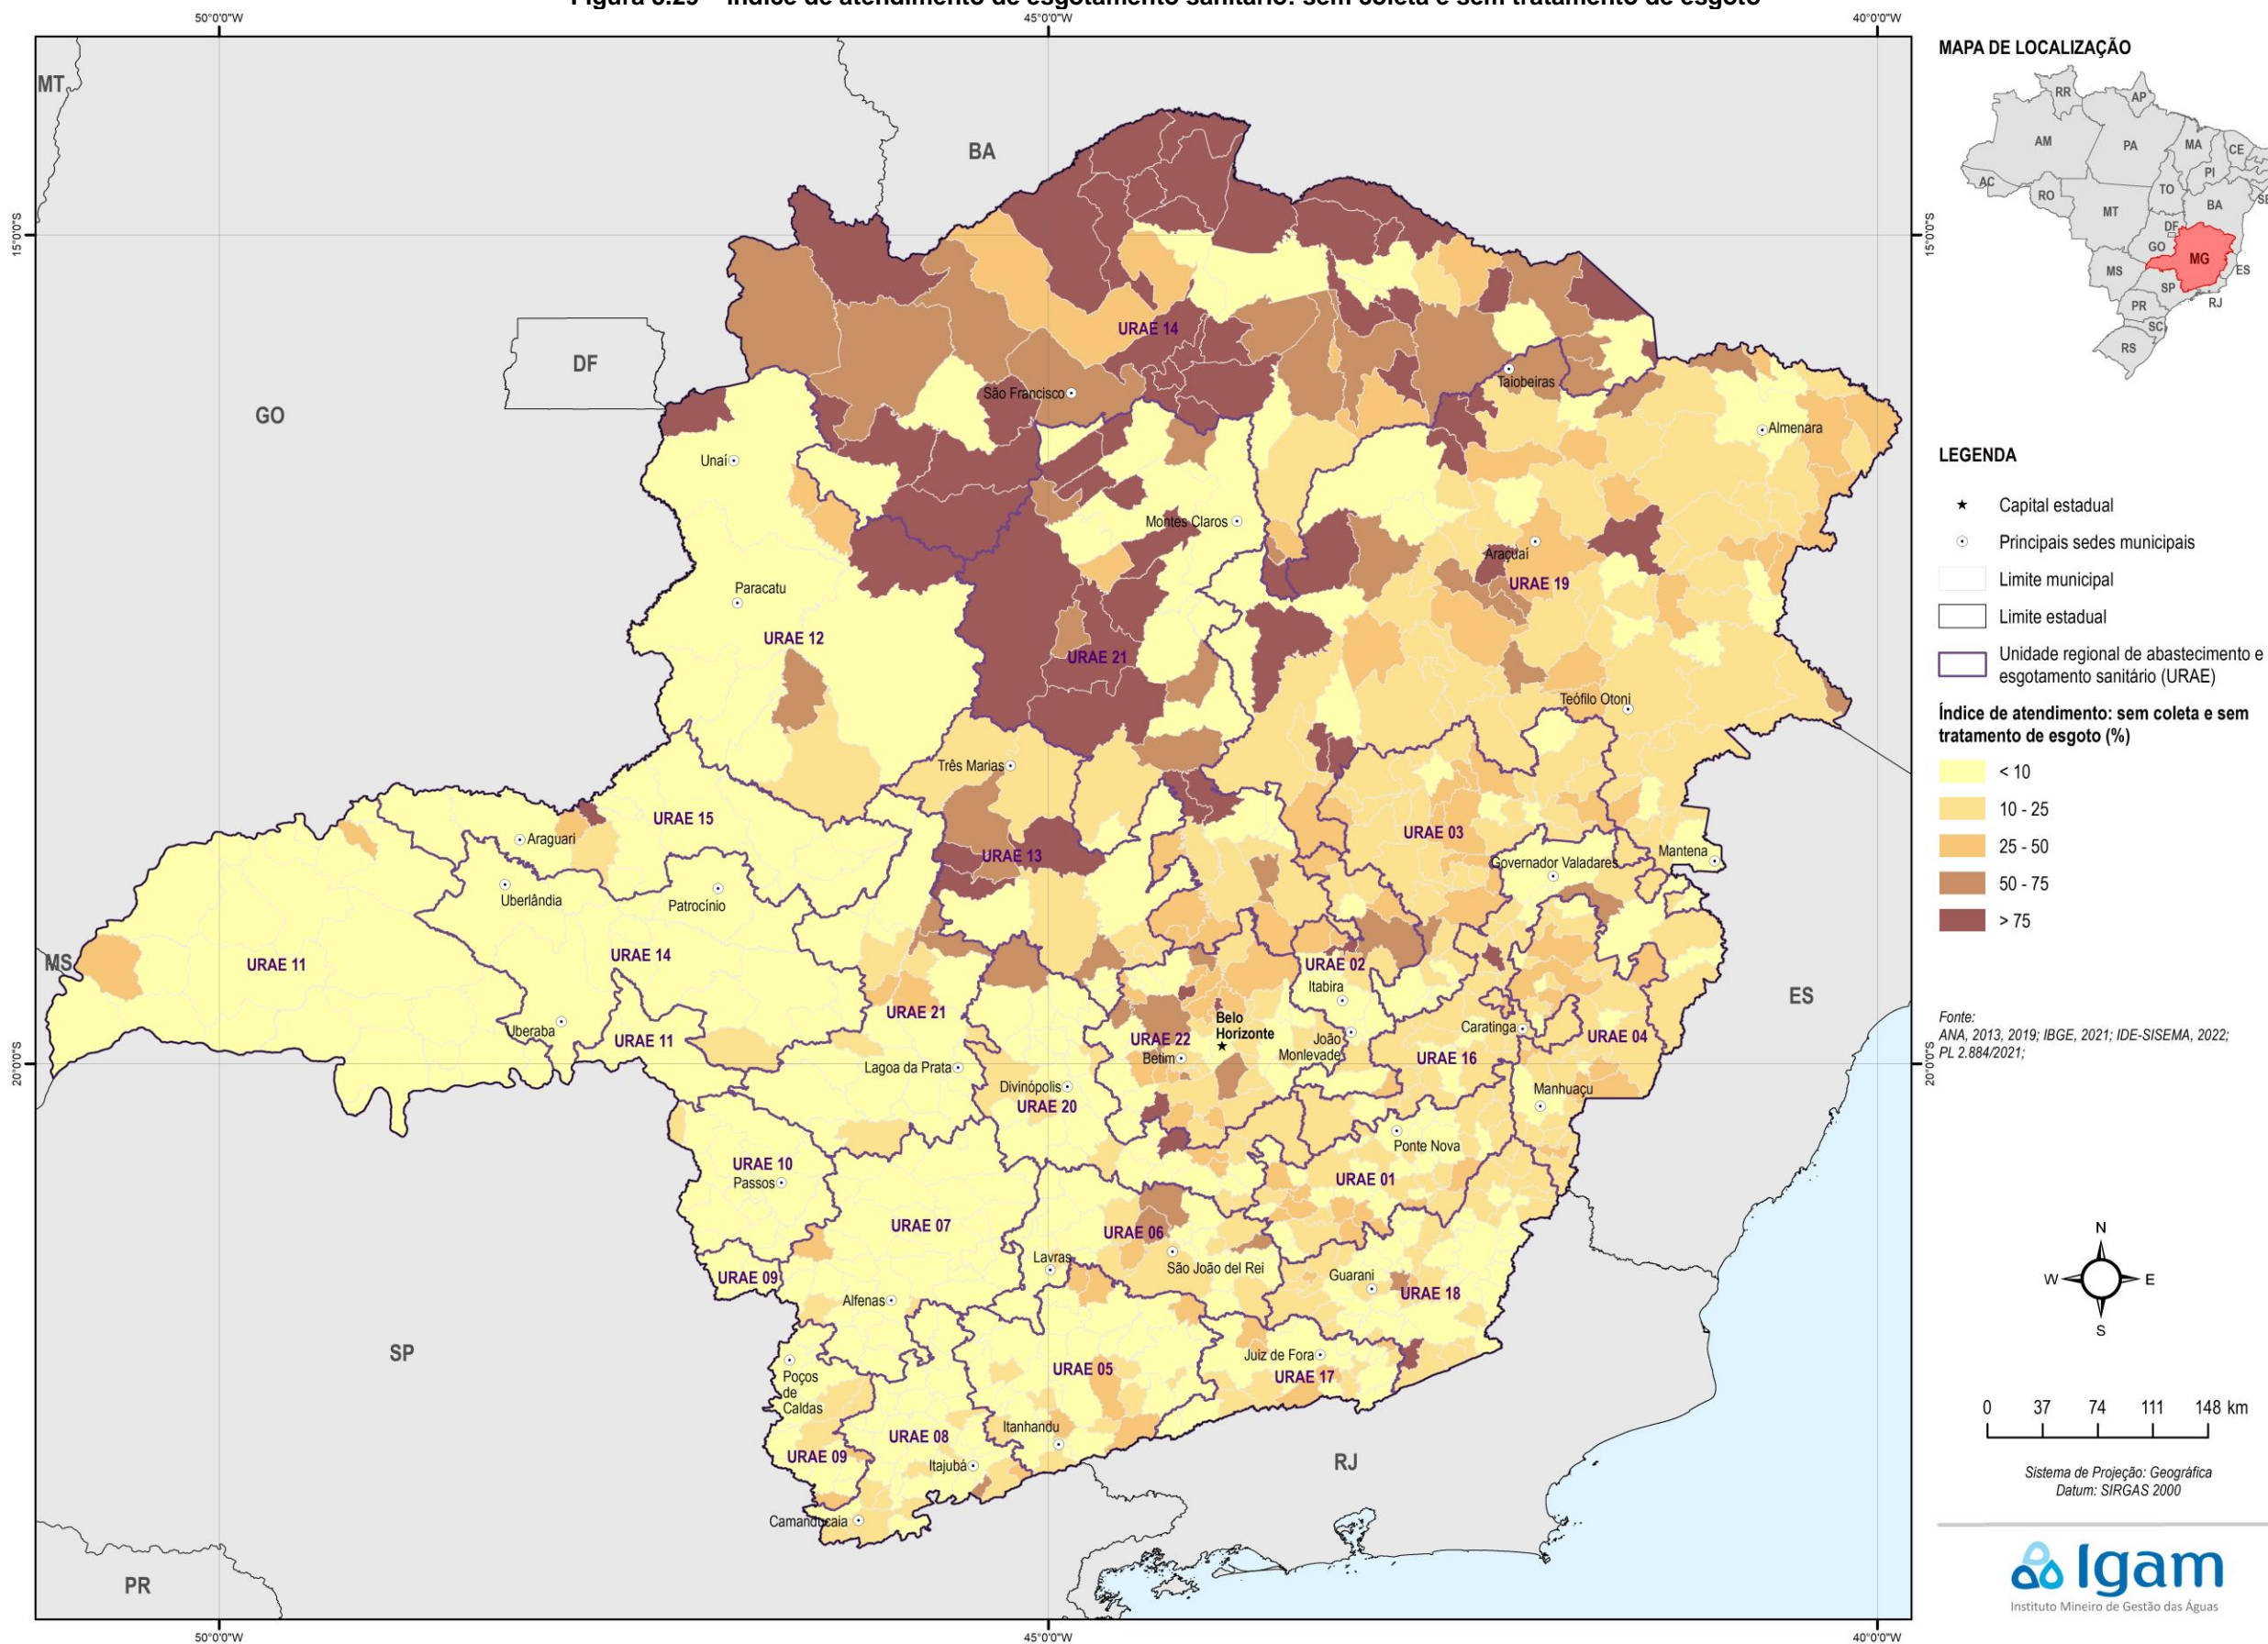 Figura 5.29 – Índice de atendimento de esgotamento sanitário: sem coleta e sem tratamento de esgoto
50°0'0"W
45°0'0"W
40°0'0"W
MT
BA
15°0'0"S
15°0'0"S
DF
GO
URAE 14
São Francisco
Taiobeiras
Almenara
Unaí
Montes Claros
Araçuaí
URAE 19
Paracatu
URAE 12
URAE 21
Teófilo Otoni
Três Marias
URAE 15
URAE 03
Araguari
URAE 13
Mantena
Governador Valadares
Uberlândia
Patrocínio
MS
URAE 11
URAE 14
URAE 02
Itabira
ES
URAE 21
Belo
Horizonte
Uberaba
URAE 11
URAE 22
João
Monlevade
Caratinga
URAE 04
Betim
URAE 16
20°0'0"S
20°0'0"S
Lagoa da Prata
Divinópolis
Manhuaçu
URAE 20
Ponte Nova
URAE 10
Passos
URAE 01
URAE 07
URAE 06
Lavras
São João del Rei
URAE 09
Guarani
URAE 18
Alfenas
SP
Juiz de Fora
URAE 05
URAE 17
Poços
de
Caldas
Itanhandu
URAE 08
URAE 09
Itajubá
RJ
Camanducaia
PR
50°0'0"W
45°0'0"W
40°0'0"W
MAPA DE LOCALIZAÇÃO
RR
AP
AM
PA
MA
CE
PI
AC
RO
TO
SE
MT
BA
DF
GO
MG
MS
ES
SP
RJ
PR
SC
RS
LEGENDA
Capital estadual
Principais sedes municipais
Limite municipal
Limite estadual
Unidade regional de abastecimento e
esgotamento sanitário (URAE)
Índice de atendimento: sem coleta e sem
tratamento de esgoto (%)
< 10
10 - 25
25 - 50
50 - 75
> 75
Fonte:
ANA, 2013, 2019; IBGE, 2021; IDE-SISEMA, 2022;
PL 2.884/2021;
N
W
E
S
0 37 74 111 148 km
Sistema de Projeção: Geográfica
Datum: SIRGAS 2000
Igam
Instituto Mineiro de Gestão das Águas